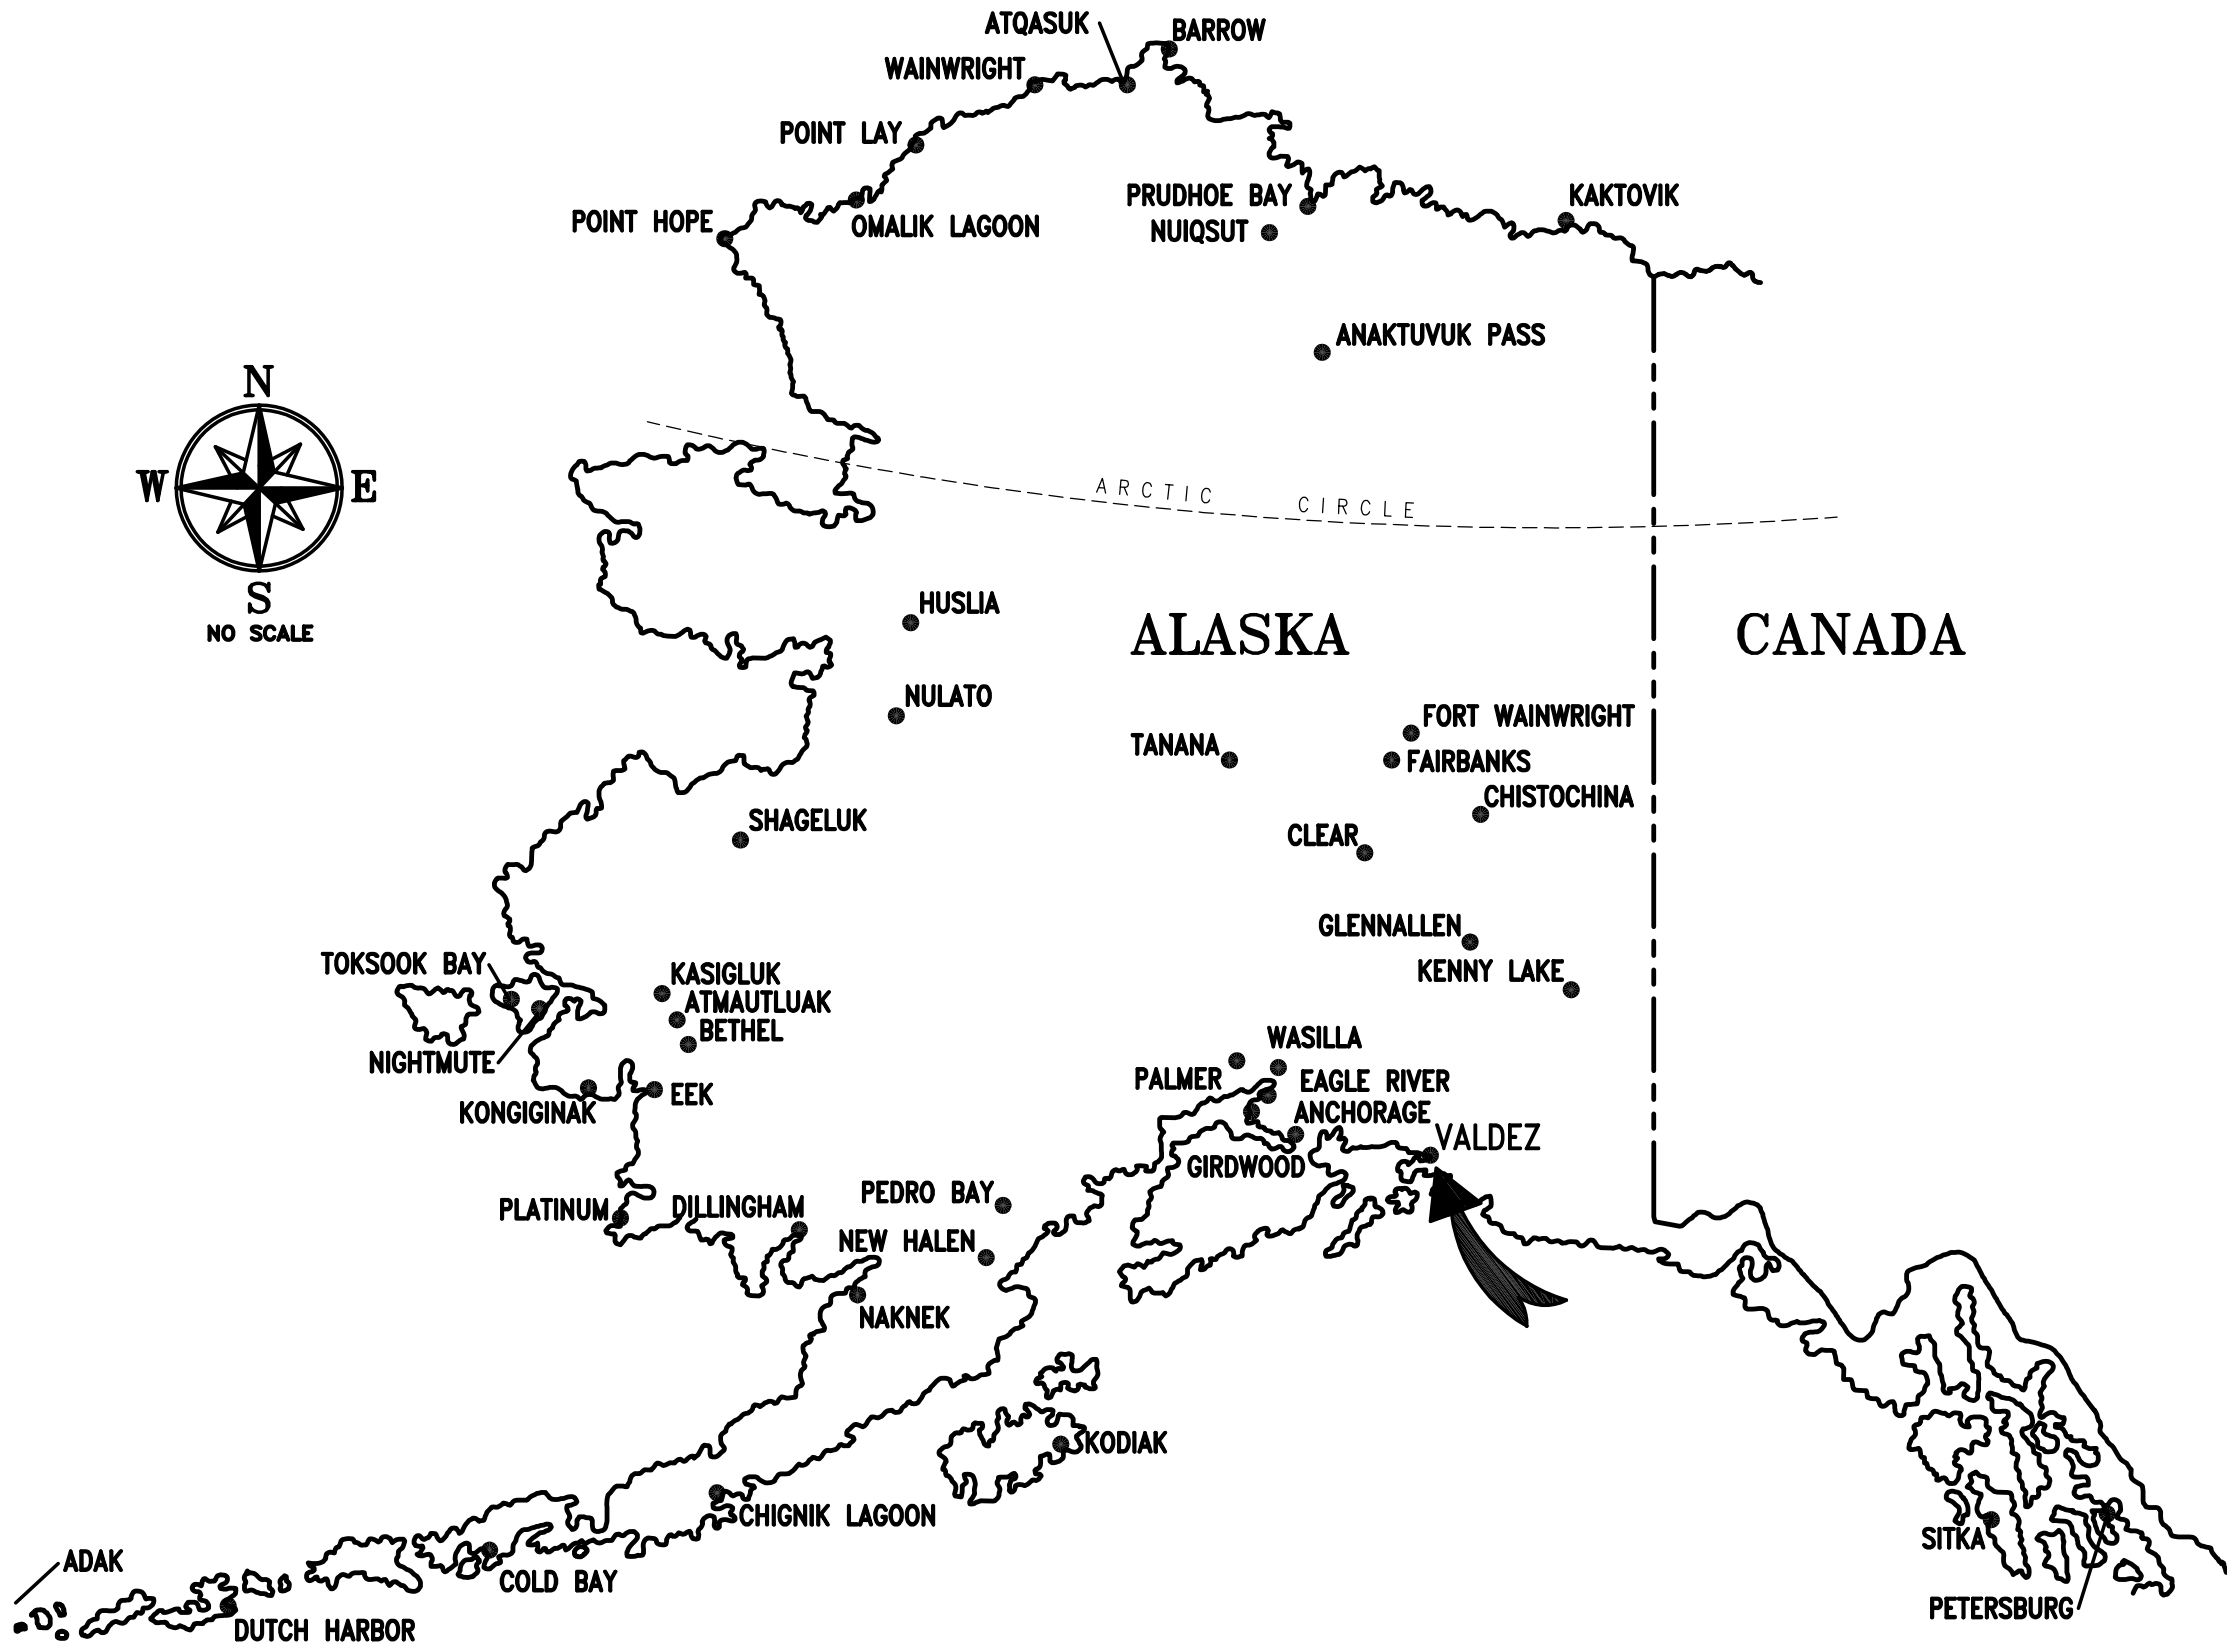 ATQASUK
BARROW
WAINWRIGHT
POINT LAY
PRUDHOE BAY
KAKTOVIK
POINT HOPE
OMALIK LAGOON
NUIQSUT
ANAKTUVUK PASS
N
W
E
S
NO SCALE
ARCTIC CIRCLE
HUSLIA
ALASKA
CANADA
NULATO
FORT WAINWRIGHT
TANANA
FAIRBANKS
CHISTOCHINA
SHAGELUK
CLEAR
GLENNALLEN
TOKSOOK BAY
KENNY LAKE
KASIGLUK
ATMAUTLUAK
BETHEL
WASILLA
NIGHTMUTE
PALMER
EAGLE RIVER
EEK
KONGIGINAK
ANCHORAGE
VALDEZ
GIRDWOOD
PEDRO BAY
PLATINUM
DILLINGHAM
NEW HALEN
NAKNEK
KODIAK
CHIGNIK LAGOON
SITKA
ADAK
COLD BAY
PETERSBURG
DUTCH HARBOR